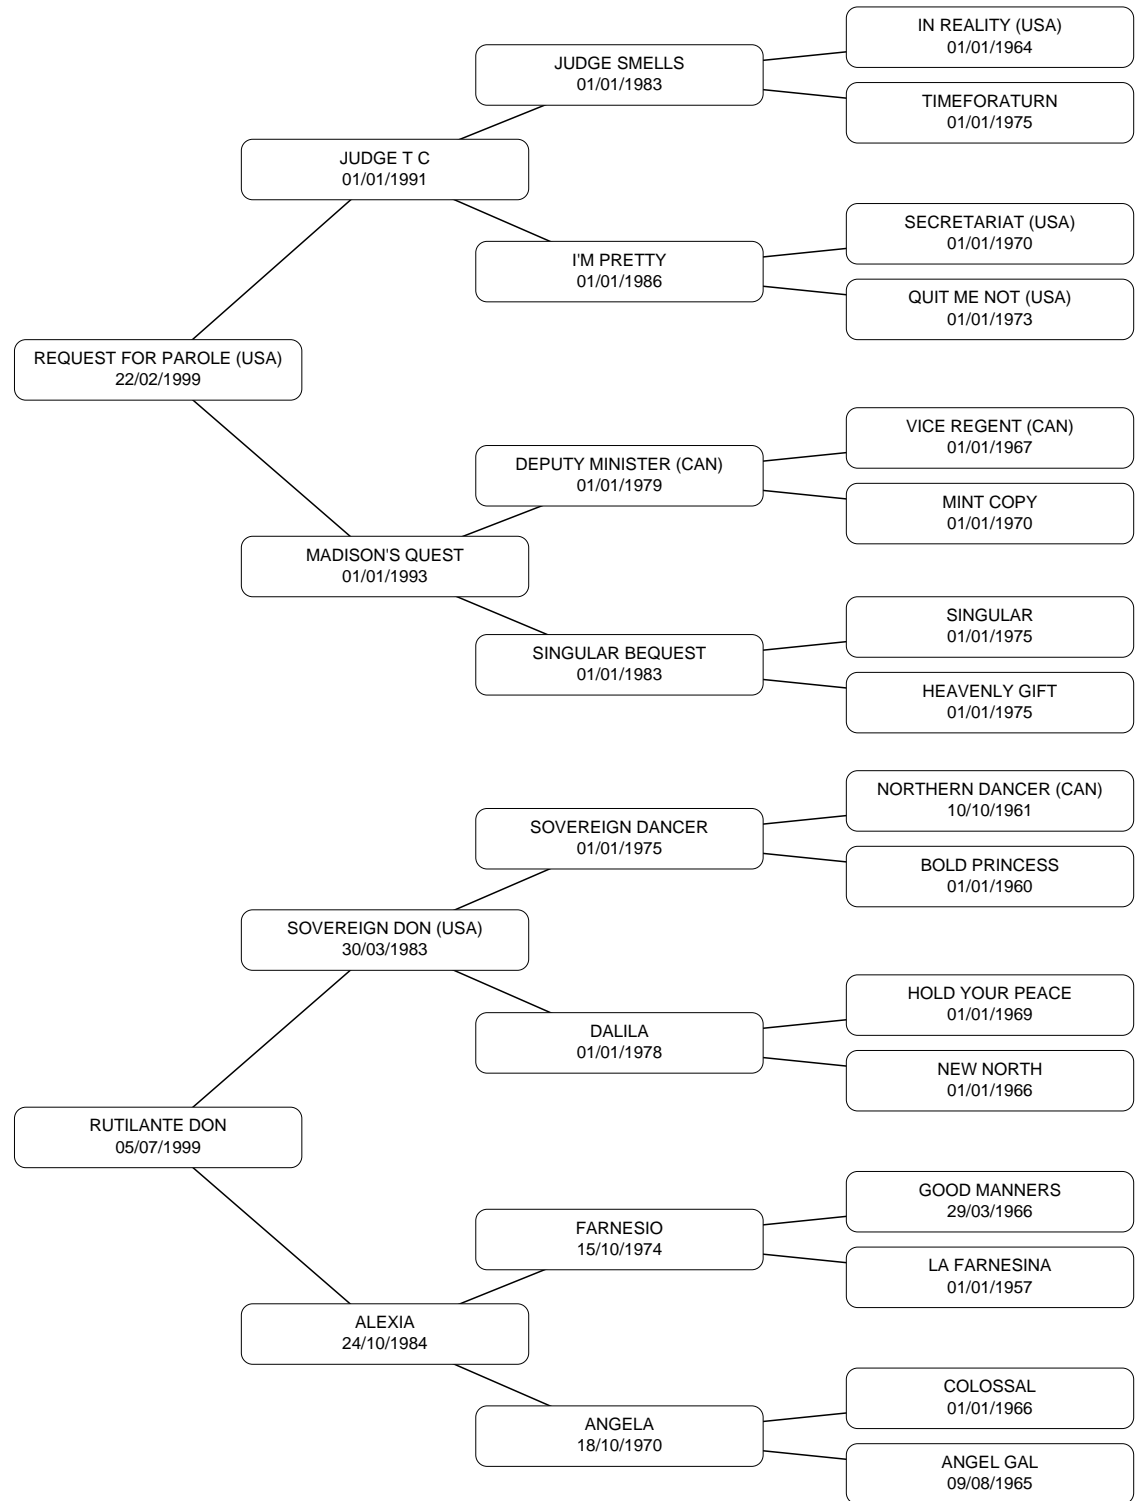 IN REALITY (USA)
01/01/1964
JUDGE SMELLS
01/01/1983
TIMEFORATURN
01/01/1975
JUDGE T C
01/01/1991
SECRETARIAT (USA)
01/01/1970
I'M PRETTY
01/01/1986
QUIT ME NOT (USA)
01/01/1973
REQUEST FOR PAROLE (USA)
22/02/1999
VICE REGENT (CAN)
01/01/1967
DEPUTY MINISTER (CAN)
01/01/1979
MINT COPY
01/01/1970
MADISON'S QUEST
01/01/1993
SINGULAR
01/01/1975
SINGULAR BEQUEST
01/01/1983
HEAVENLY GIFT
01/01/1975
NORTHERN DANCER (CAN)
10/10/1961
SOVEREIGN DANCER
01/01/1975
BOLD PRINCESS
01/01/1960
SOVEREIGN DON (USA)
30/03/1983
HOLD YOUR PEACE
01/01/1969
DALILA
01/01/1978
NEW NORTH
01/01/1966
RUTILANTE DON
05/07/1999
GOOD MANNERS
29/03/1966
FARNESIO
15/10/1974
LA FARNESINA
01/01/1957
ALEXIA
24/10/1984
COLOSSAL
01/01/1966
ANGELA
18/10/1970
ANGEL GAL
09/08/1965